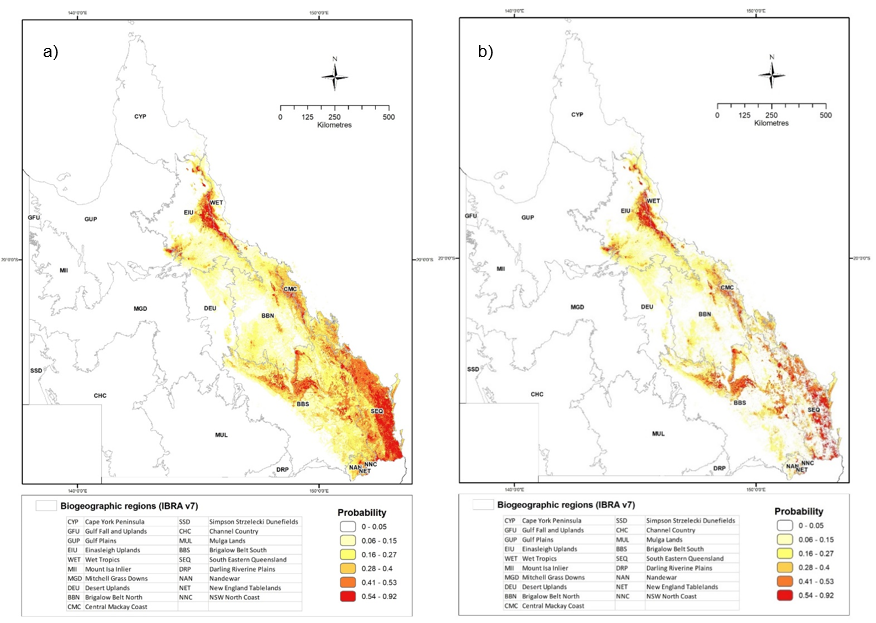 a)
140°0'0"E 150°0'0"E
N
0 125 250 500
Kilometres
CYP
WET
EIU
GFU
GUP
20°0'0"S 20°0'0"S
MII
CMC
MGD
DEU
BBN
SSD
CHC
BBS
SEQ
MUL
DRP
NAN
NNC
NET
140°0'0"E 150°0'0"E
Biogeographic regions (IBRA v7)
CYP Cape York Peninsula SSD Simpson Strzelecki Dunefields
GFU Gulf Fall and Uplands CHC Channel Country
GUP Gulf Plains MUL Mulga Lands
EIU Einasleigh Uplands BBS Brigalow Belt South
WET Wet Tropics SEQ South Eastern Queensland
MII Mount Isa Inlier DRP Darling Riverine Plains
MGD Mitchell Grass Downs NAN Nandewar
DEU Desert Uplands NET New England Tablelands
BBN Brigalow Belt North NNC NSW North Coast
CMC Central Mackay Coast
Probability
0 - 0.05
0.06 - 0.15
0.16 - 0.27
0.28 - 0.4
0.41 - 0.53
0.54 - 0.92
b)
140°0'0"E 150°0'0"E
N
0 125 250 500
Kilometres
CYP
WET
EIU
GFU
GUP
20°0'0"S 20°0'0"S
MII
CMC
MGD
DEU
BBN
SSD
CHC
BBS
SEQ
MUL
DRP
NAN
NNC
NET
140°0'0"E 150°0'0"E
Biogeographic regions (IBRA v7)
CYP Cape York Peninsula SSD Simpson Strzelecki Dunefields
GFU Gulf Fall and Uplands CHC Channel Country
GUP Gulf Plains MUL Mulga Lands
EIU Einasleigh Uplands BBS Brigalow Belt South
WET Wet Tropics SEQ South Eastern Queensland
MII Mount Isa Inlier DRP Darling Riverine Plains
MGD Mitchell Grass Downs NAN Nandewar
DEU Desert Uplands NET New England Tablelands
BBN Brigalow Belt North NNC NSW North Coast
CMC Central Mackay Coast
Probability
0 - 0.05
0.06 - 0.15
0.16 - 0.27
0.28 - 0.4
0.41 - 0.53
0.54 - 0.92